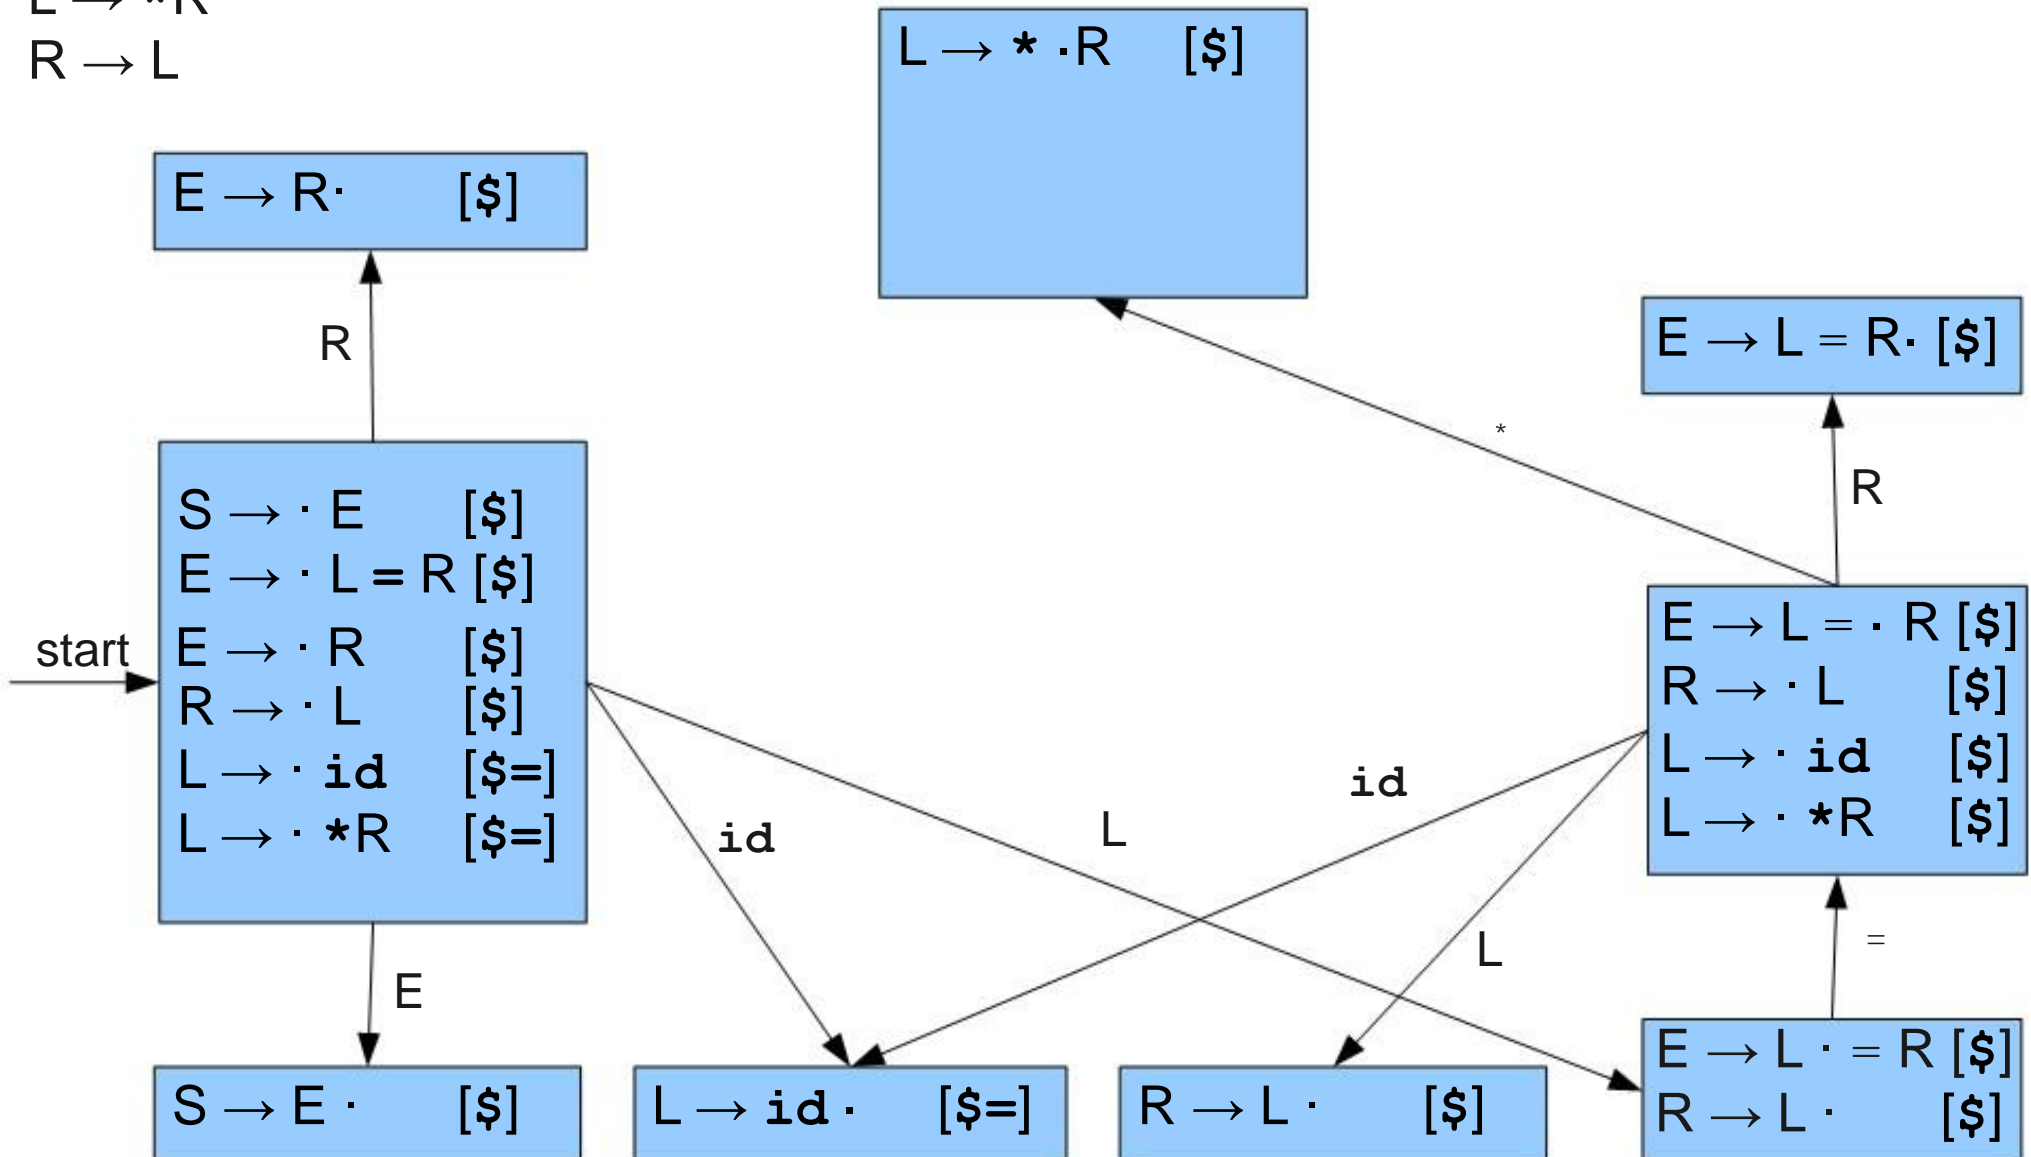 L → *R
R → L
L → * ·R [$]
E → R· [$]
R
E → L = R· [$]
*
R
S → · E [$]
E → · L = R [$]
E → · R [$]
R → · L [$]
L → · id [$=]
L → · *R [$=]
start
E → L = · R [$]
R → · L [$]
L → · id [$]
L → · *R [$]
id
L
id
L
=
E
S → E · [$]
L → id · [$=]
R → L · [$]
E → L · = R [$]
R → L · [$]